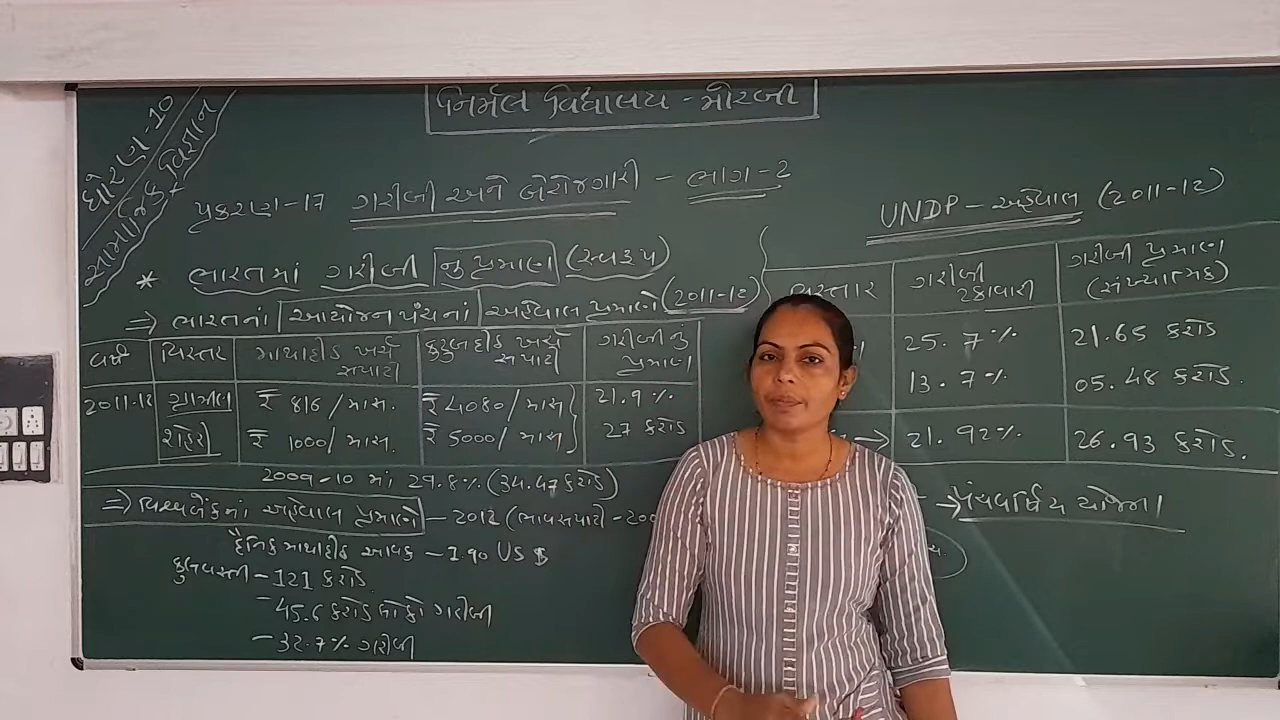 નિર્મલ વિદ્યાલય - મોરબી
ધોરણ-10
સામાજિક વિજ્ઞાન
પ્રકરણ-17 ગરીબી અને બેરોજગારી - ભાગ-2
* ભારતમાં ગરીબી નુ પ્રમાણ (સ્વરૂપ)
⇒ ભારતનાં આયોજન પંચનાં અહેવાલ પ્રમાણે (2011-12)
વર્ષ વિસ્તાર માથાદીઠ ખર્ચ સપાટી કુટુંબદીઠ ખર્ચ સપાટી ગરીબીનું પ્રમાણ
2011-12 ગ્રામ્ય ₹ 816/માસ. ₹ 4080/માસ 21.9%
શહેરી ₹ 1000/માસ. ₹ 5000/માસ 27 કરોડ
2009-10 માં 29.8% (34.47 કરોડ)
⇒ વિશ્વબેંકનાં અહેવાલ પ્રમાણે - 2012 (ભાવસપાટી - 200
દૈનિક માથાદીઠ આવક - 1.90 US $
કુલ વસ્તી - 121 કરોડ
- 45.6 કરોડ લોકો ગરીબી
- 32.7% ગરીબી
UNDP - અહેવાલ (2011-12)
ગરીબી ટકાવારી ગરીબી પ્રમાણ (સંખ્યાત્મક)
25.7% 21.65 કરોડ
13.7% 05.48 કરોડ.
→ 21.92% 26.93 કરોડ.
→ પંચવર્ષિય યોજના